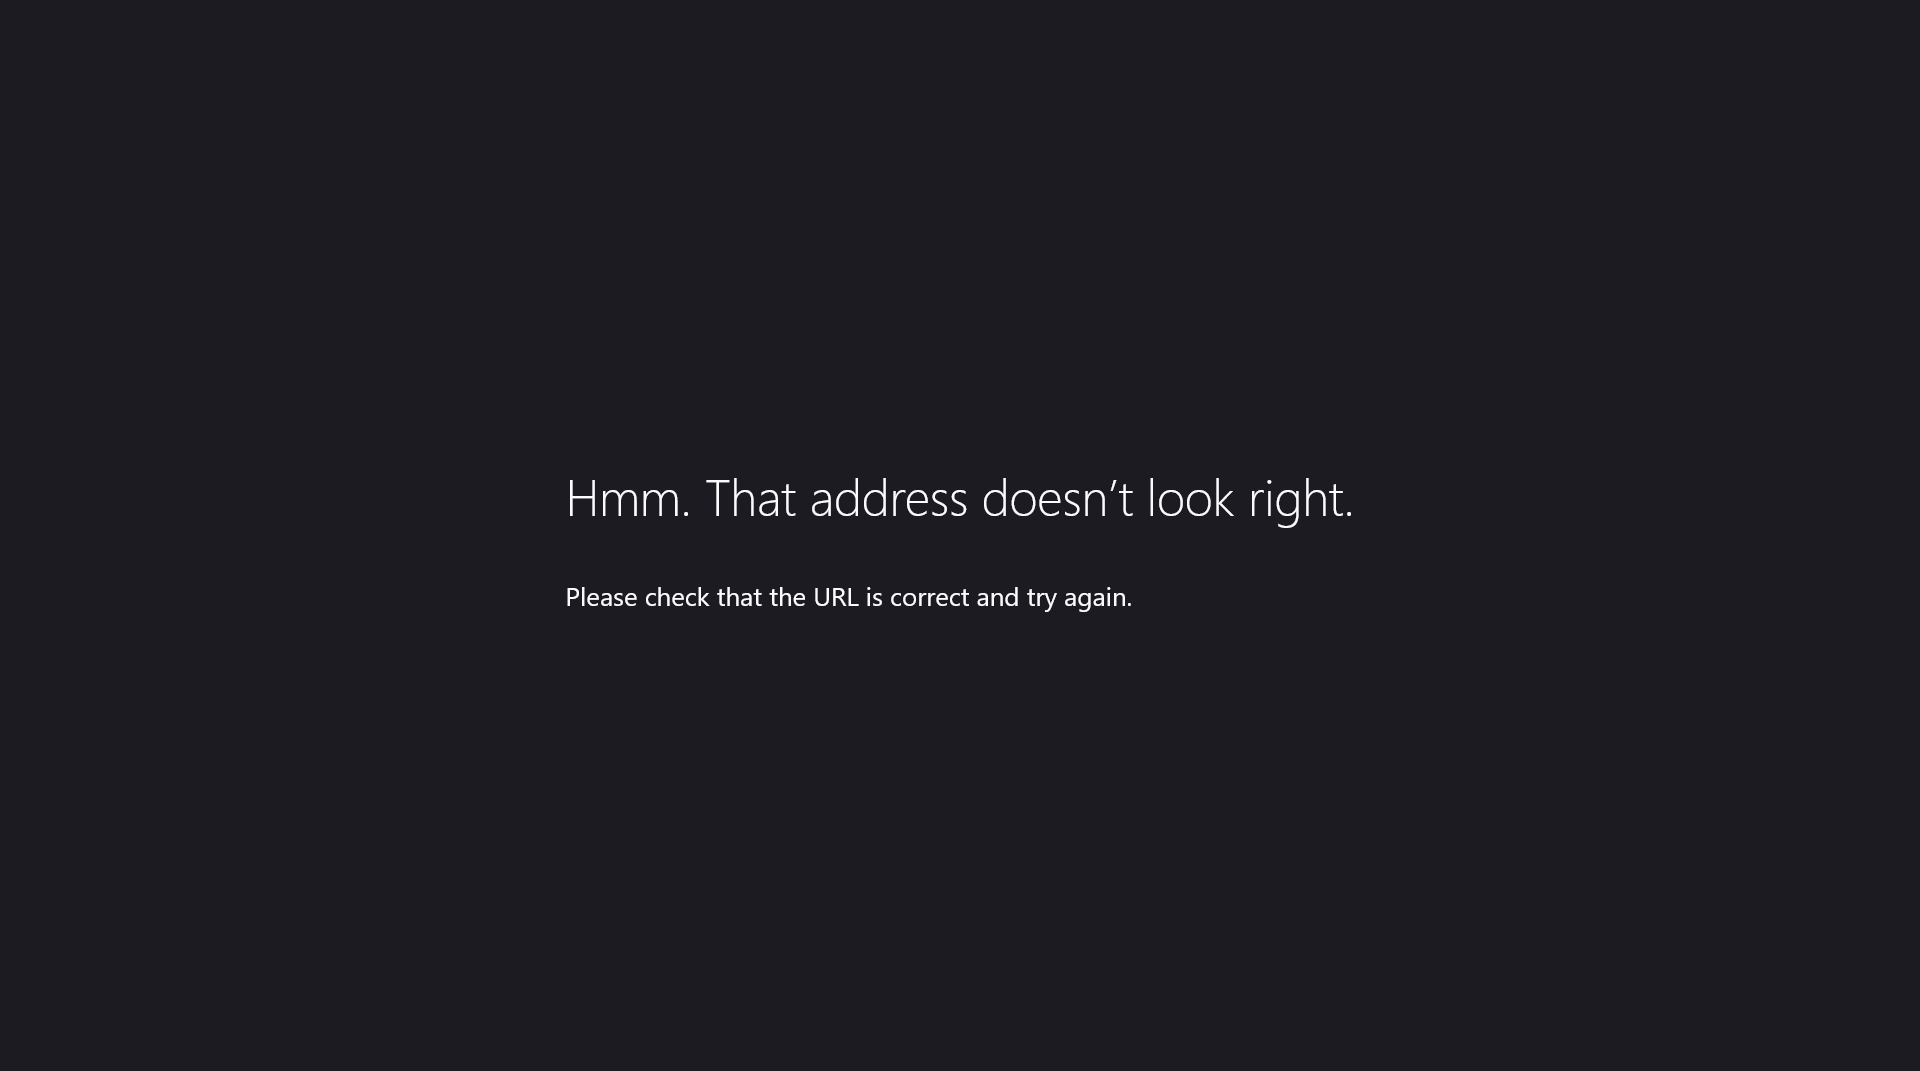 Hmm. That address doesn’t look right.
Please check that the URL is correct and try again.